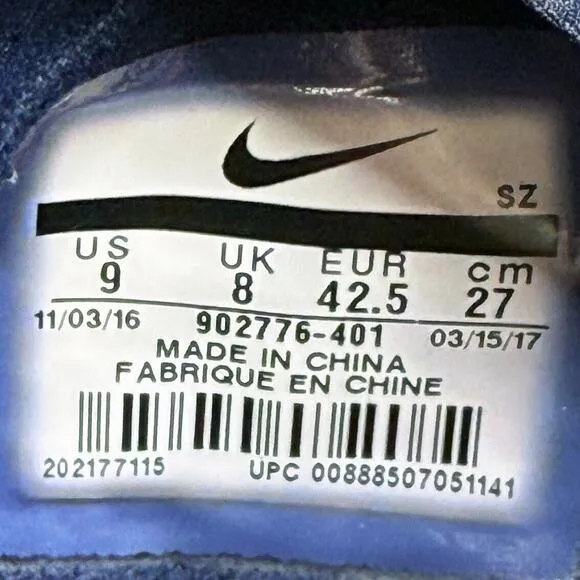 SZ
US UK EUR cm
9 8 42.5 27
11/03/16 902776-401 03/15/17
MADE IN CHINA
FABRIQUE EN CHINE
202177115 UPC 00888507051141